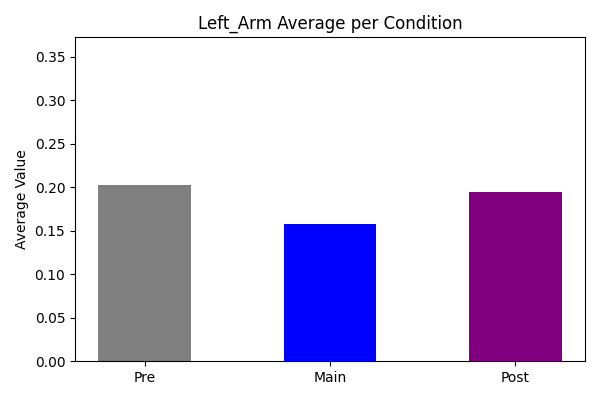 Left_Arm Average per Condition
Average Value
0.35
0.30
0.25
0.20
0.15
0.10
0.05
0.00
Pre
Main
Post